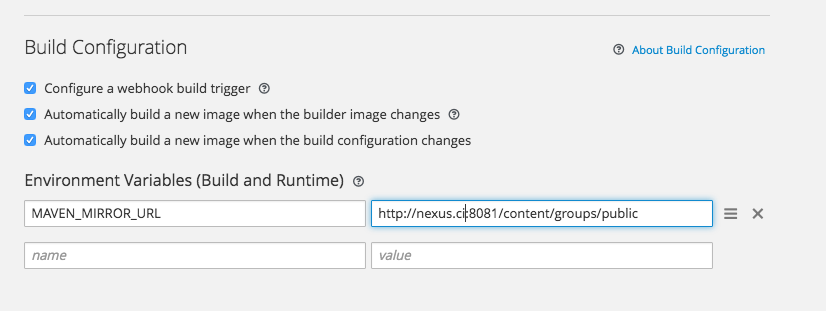 Build Configuration
About Build Configuration
Configure a webhook build trigger
Automatically build a new image when the builder image changes
Automatically build a new image when the build configuration changes
Environment Variables (Build and Runtime)
MAVEN_MIRROR_URL
http://nexus.ci:8081/content/groups/public
name
value